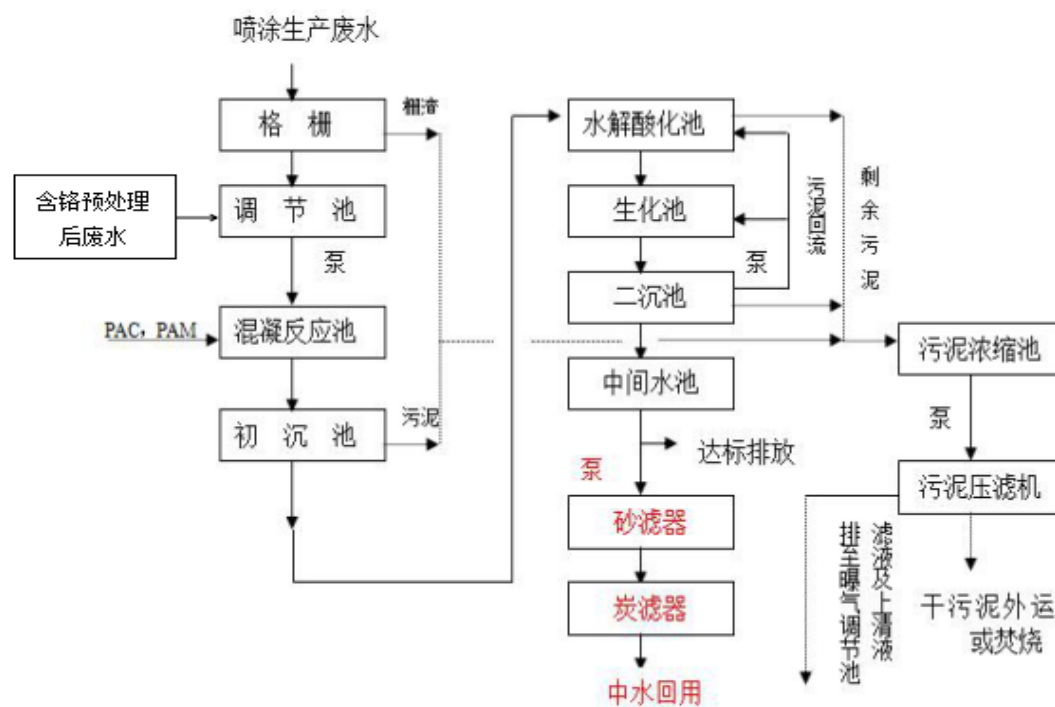 喷涂生产废水
格 栅
栅渣
含铬预处理
后废水
调 节 池
泵
PAC，PAM
混凝反应池
初 沉 池
污泥
水解酸化池
生化池
污泥回流
泵
二沉池
剩余污泥
中间水池
达标排放
泵
砂滤器
炭滤器
中水回用
污泥浓缩池
泵
污泥压滤机
滤液及上清液
排至曝气调节池
干污泥外运
或焚烧